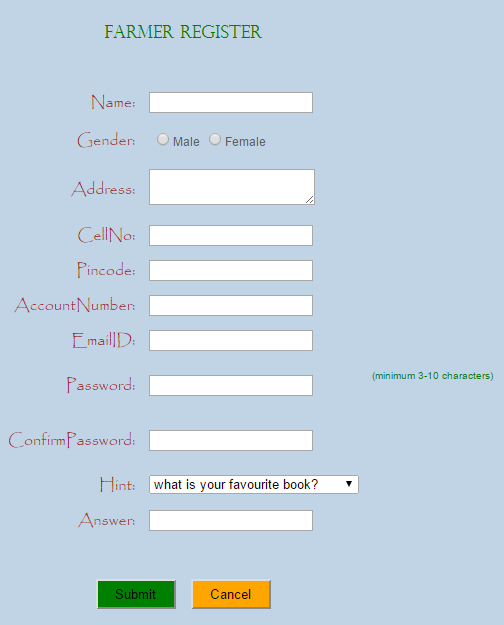 FARMER REGISTER
Name:
Gender: Male Female
Address:
CellNo:
Pincode:
AccountNumber:
EmailID:
Password: (minimum 3-10 characters)
ConfirmPassword:
Hint: what is your favourite book?
Answer:
Submit Cancel